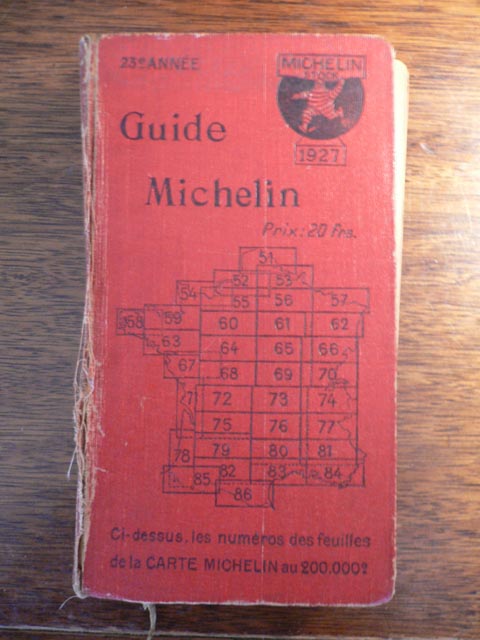 23e ANNÉE
MICHELIN
STOCK
1927
Guide
Michelin
Prix: 20 frs.
51
52 53
54 55 56 57
58 59 60 61 62
63 64 65 66
67 68 69 70
71 72 73 74
75 76 77
78 79 80 81
85 82 83 84
86
Ci-dessus, les numéros des feuilles
de la CARTE MICHELIN au 200.000e